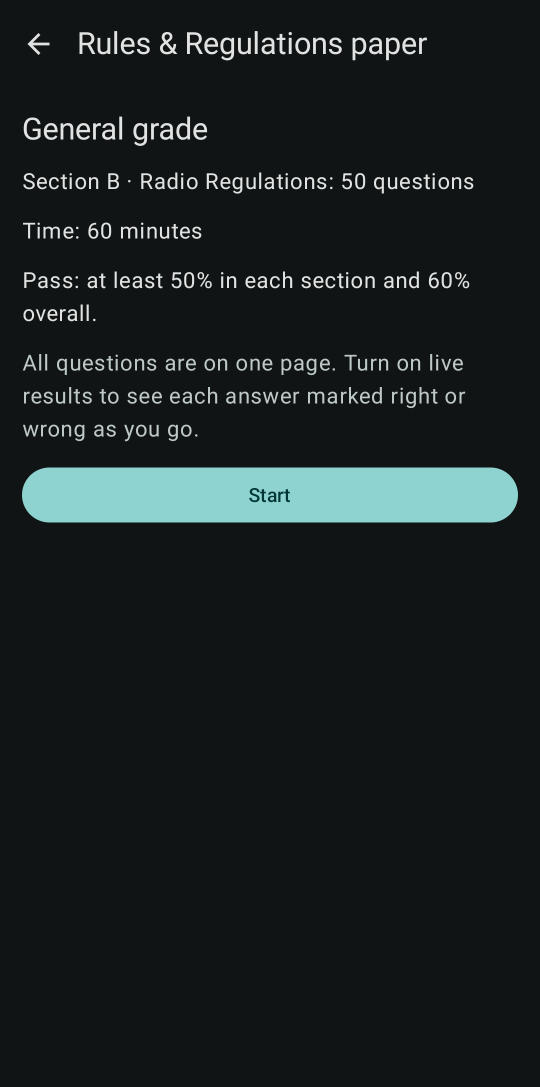 Rules & Regulations paper
General grade
Section B · Radio Regulations: 50 questions
Time: 60 minutes
Pass: at least 50% in each section and 60%
overall.
All questions are on one page. Turn on live
results to see each answer marked right or
wrong as you go.
Start